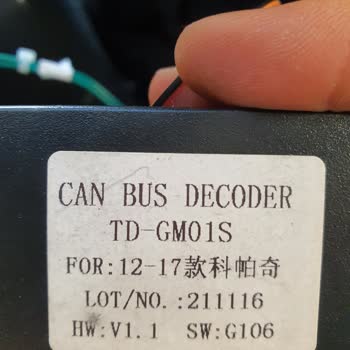 CAN BUS DECODER
TD-GM01S
FOR:12-17款科帕奇
LOT/NO.:211116
HW:V1.1 SW:G106